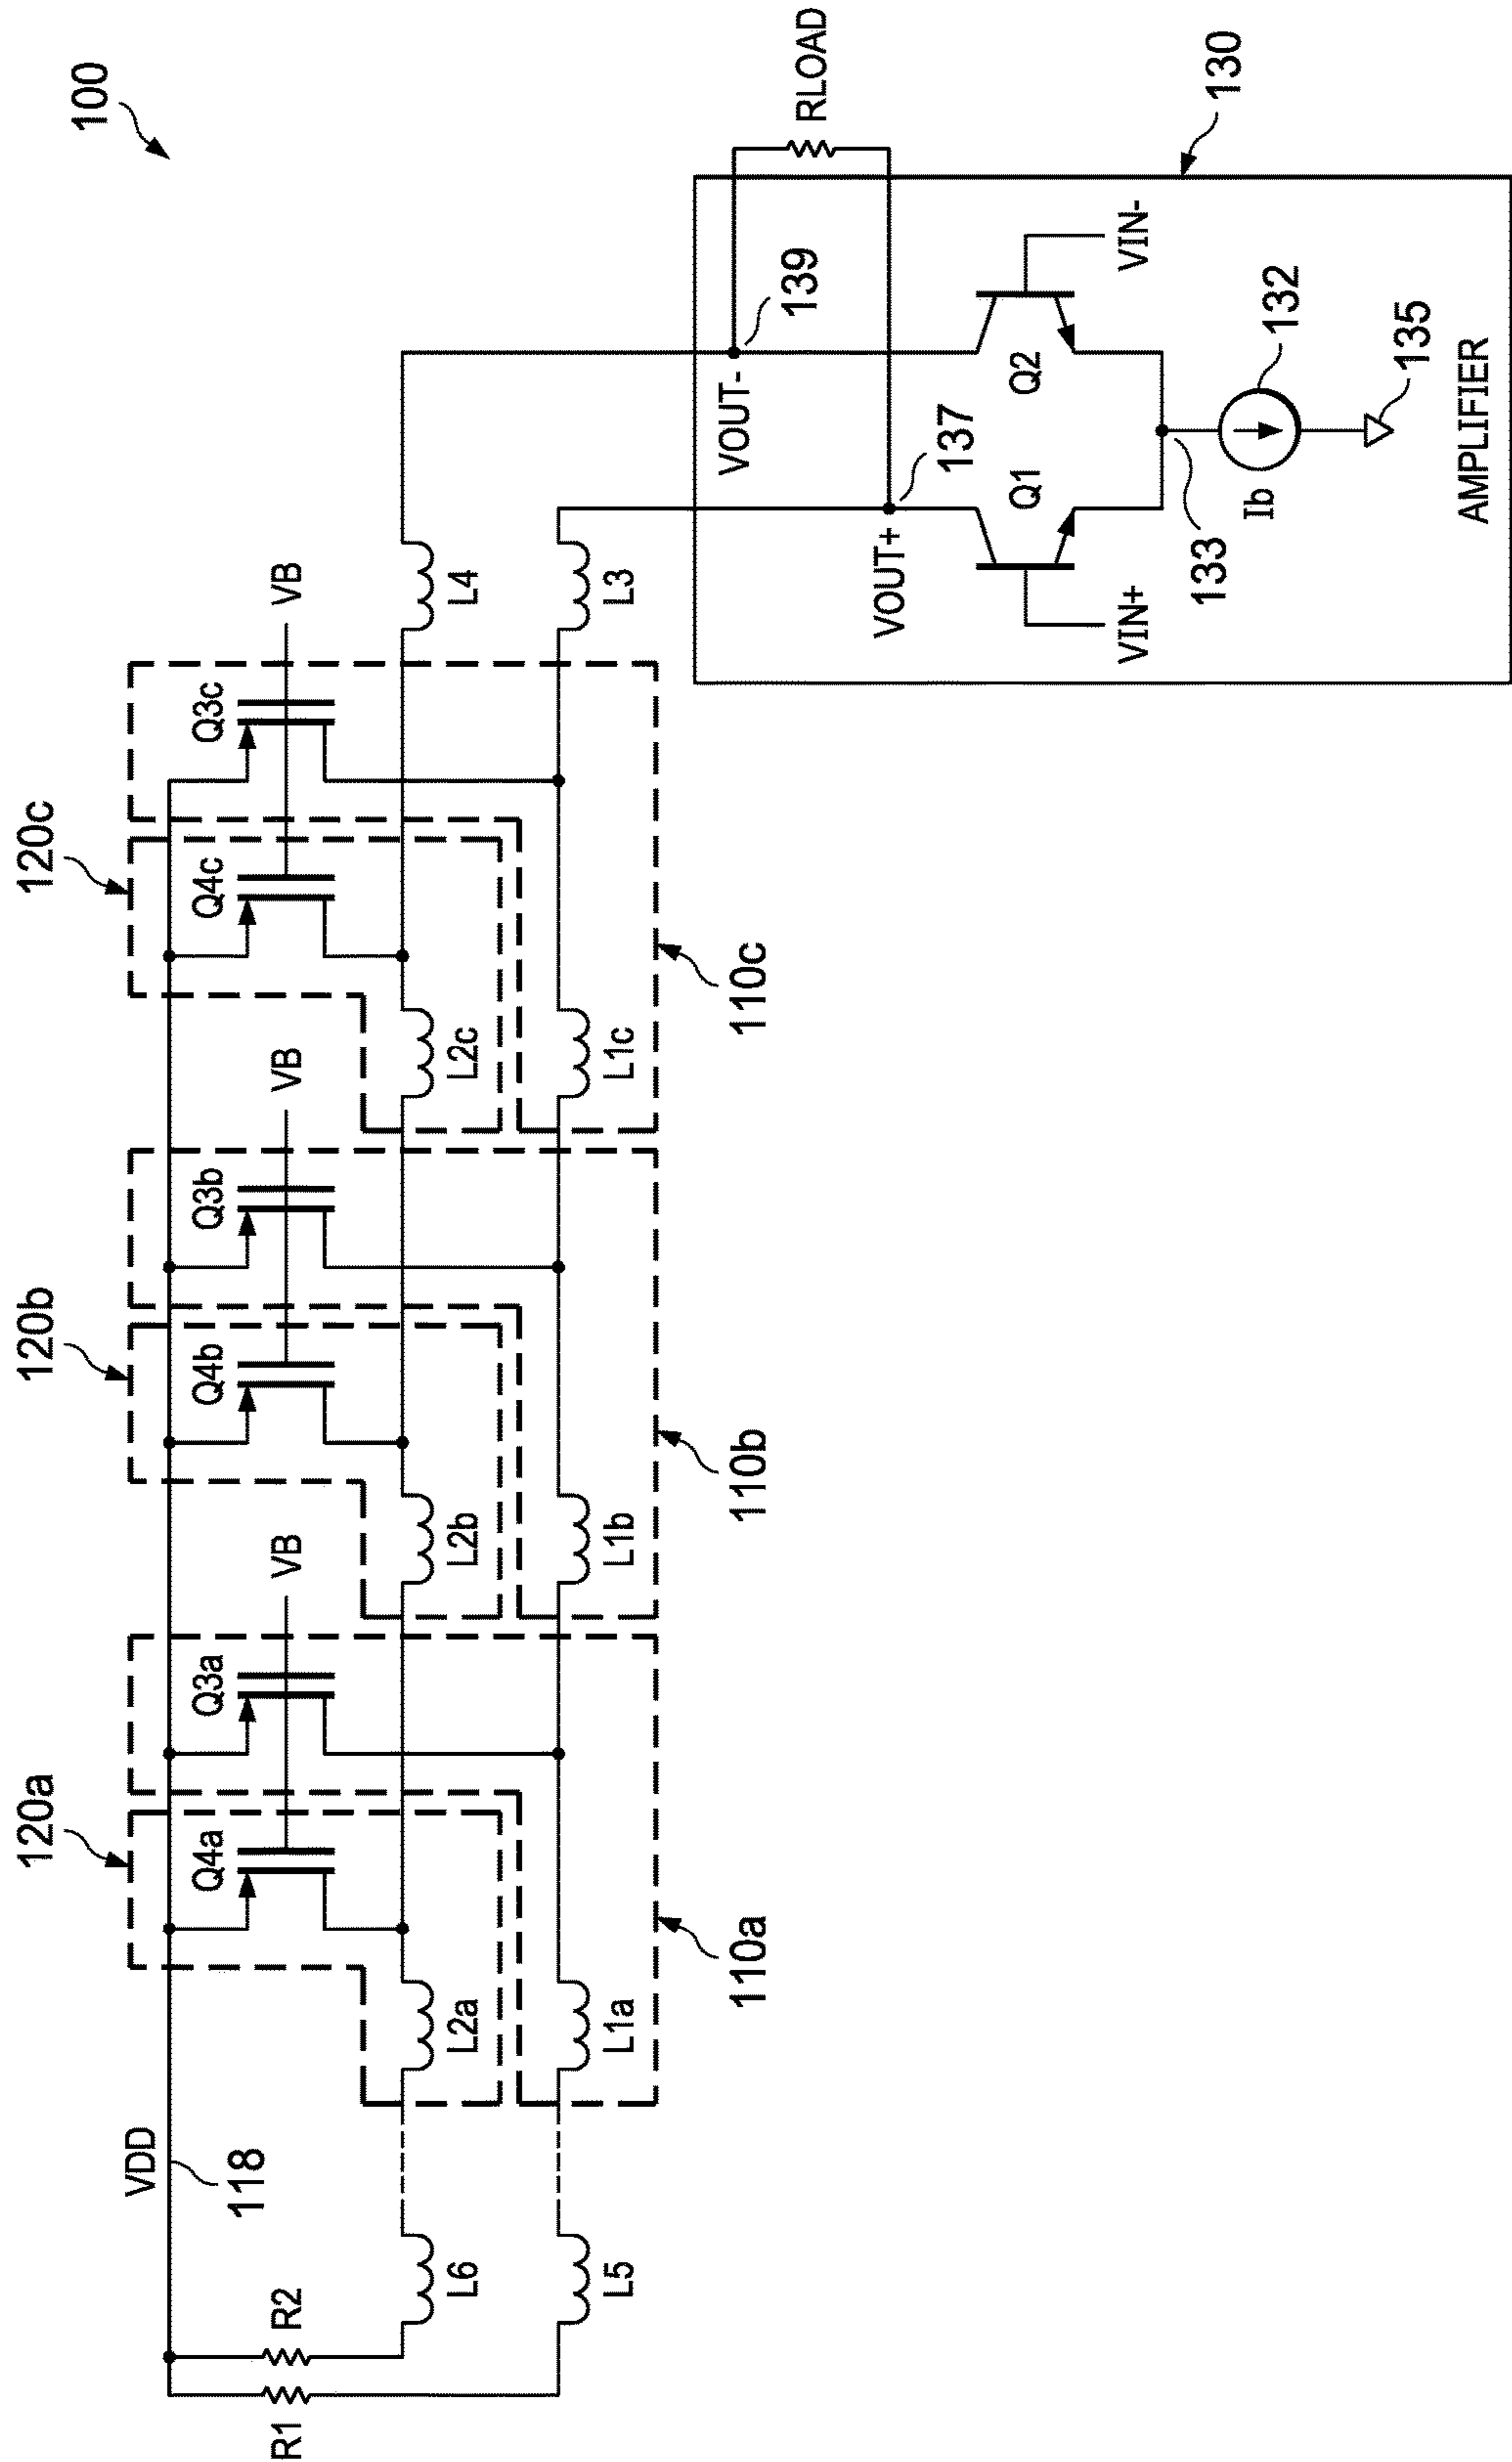 100
120a
120b
120c
VDD
118
Q4a
Q3a
VB
Q4b
Q3b
VB
Q4c
Q3c
VB
R1
R2
L6
L2a
L2b
L2c
L4
L5
L1a
L1b
L1c
L3
110a
110b
110c
VOUT-
139
RLOAD
VOUT+
137
130
Q1
Q2
VIN+
VIN-
133
Ib
132
135
AMPLIFIER